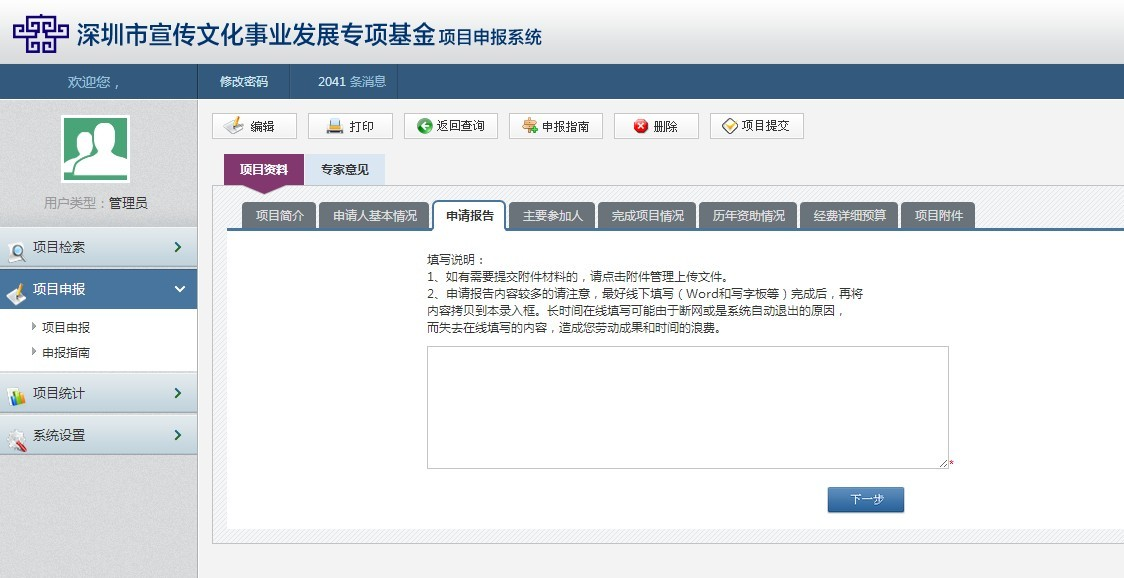 深圳市宣传文化事业发展专项基金项目申报系统
欢迎您，
修改密码
2041 条消息
用户类型：管理员
项目检索
项目申报
项目申报
申报指南
项目统计
系统设置
编辑
打印
返回查询
申报指南
删除
项目提交
项目资料
专家意见
项目简介
申请人基本情况
申请报告
主要参加人
完成项目情况
历年资助情况
经费详细预算
项目附件
填写说明：
1、如有需要提交附件材料的，请点击附件管理上传文件。
2、申请报告内容较多的请注意，最好线下填写（Word和写字板等）完成后，再将
内容拷贝到本录入框。长时间在线填写可能由于断网或是系统自动退出的原因，
而失去在线填写的内容，造成您劳动成果和时间的浪费。
*
下一步